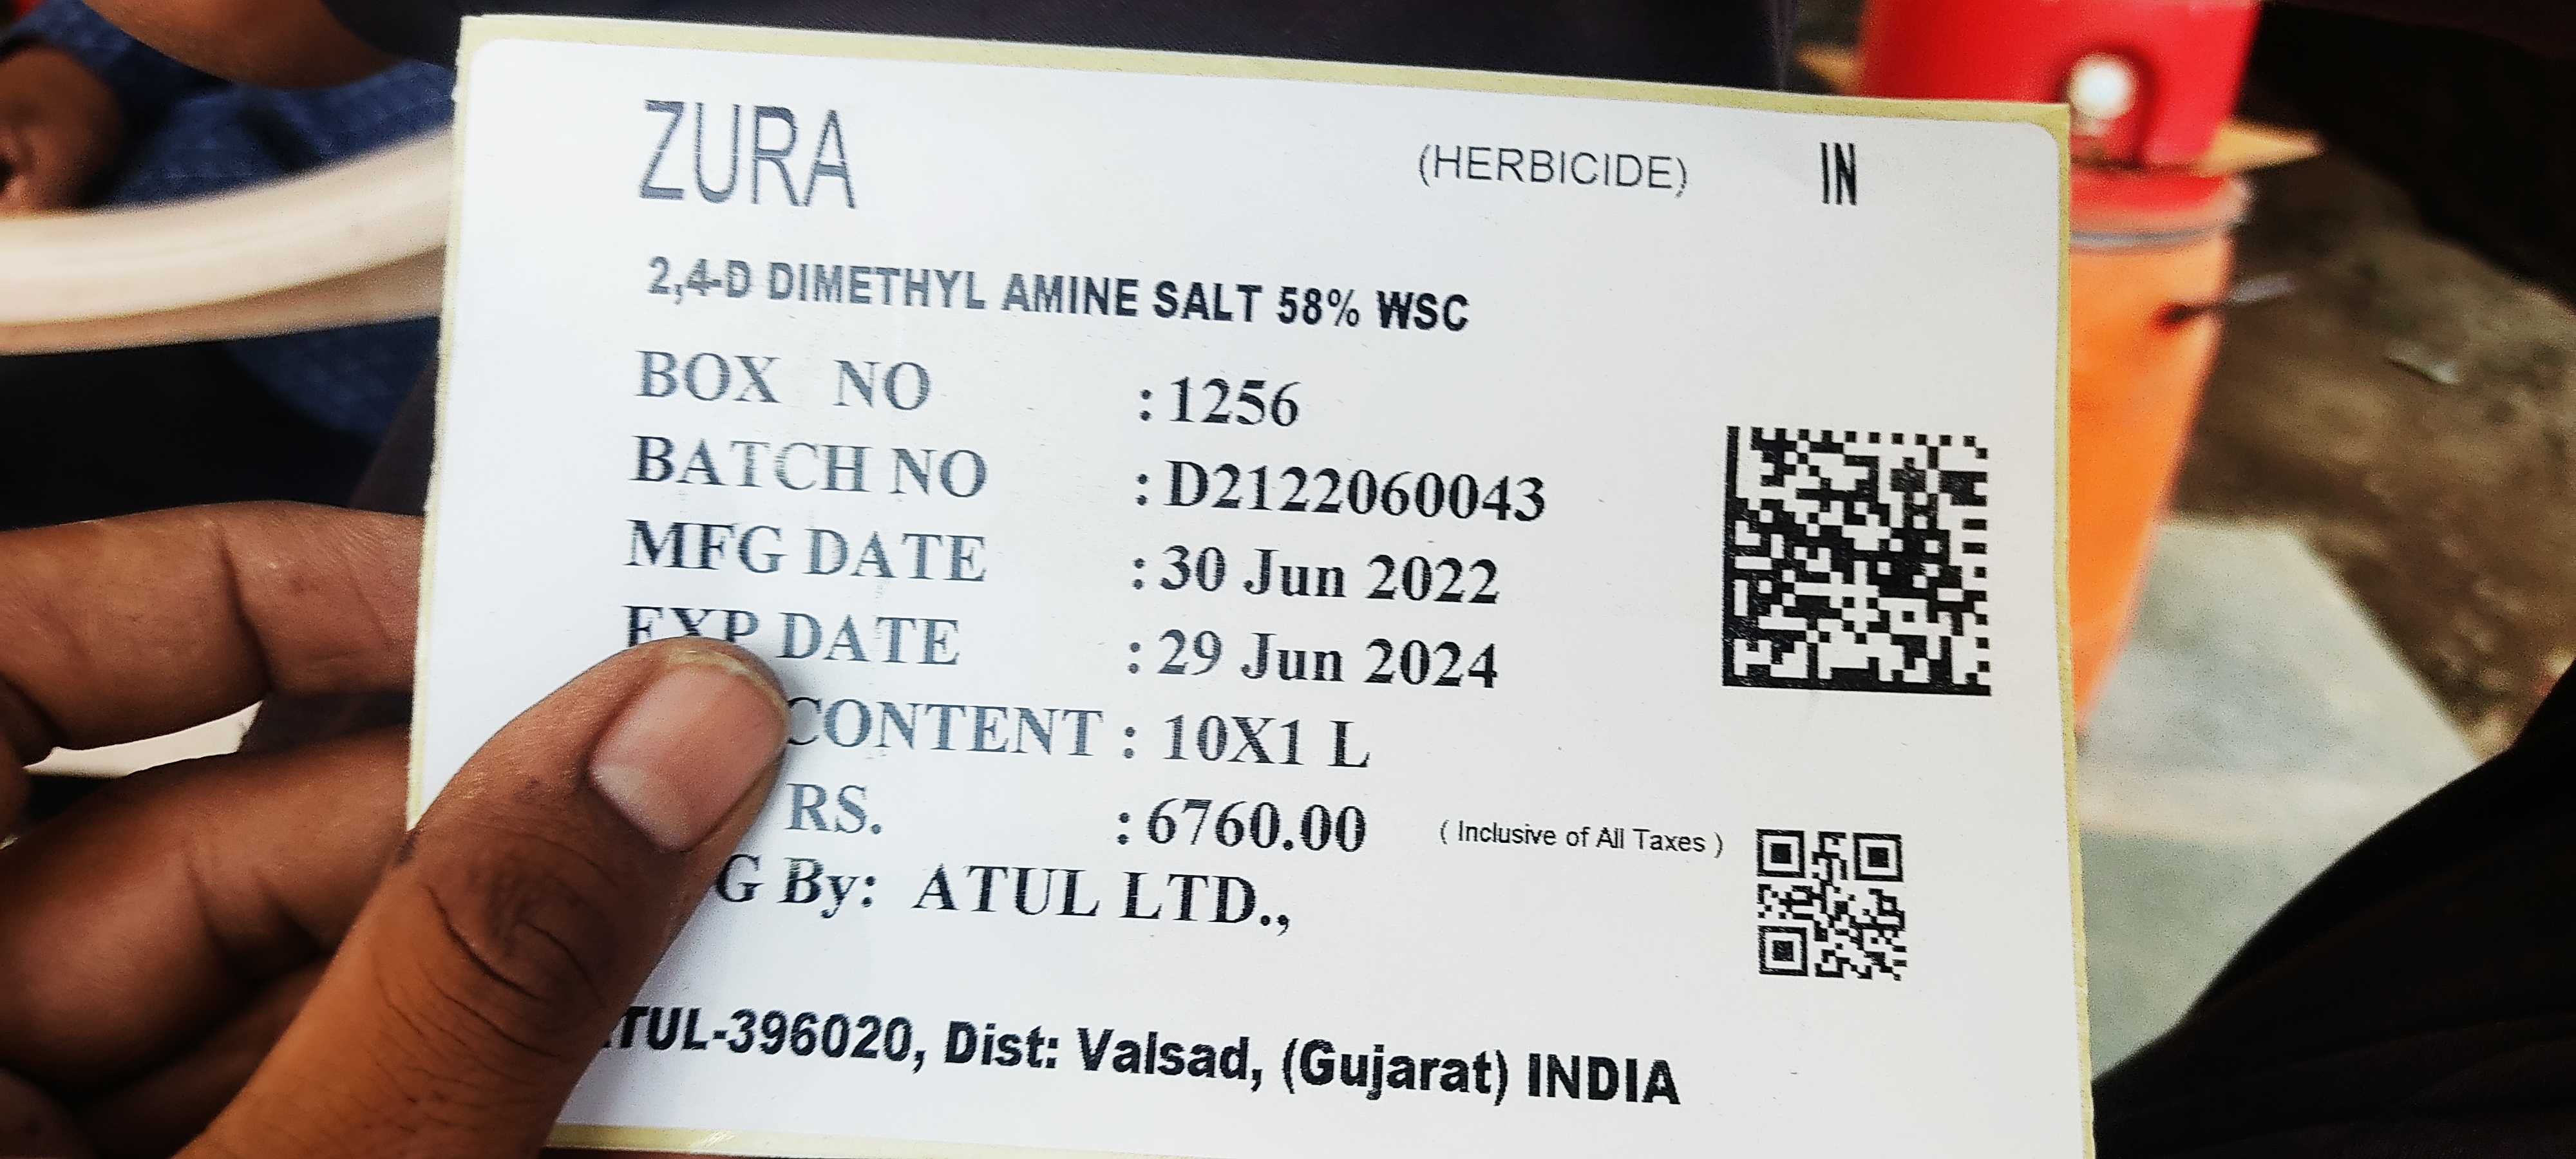 ZURA (HERBICIDE) IN
2,4-D DIMETHYL AMINE SALT 58% WSC
BOX NO : 1256
BATCH NO : D2122060043
MFG DATE : 30 Jun 2022
EXP DATE : 29 Jun 2024
CONTENT : 10X1 L
RS. : 6760.00 ( Inclusive of All Taxes )
G By: ATUL LTD.,
TUL-396020, Dist: Valsad, (Gujarat) INDIA